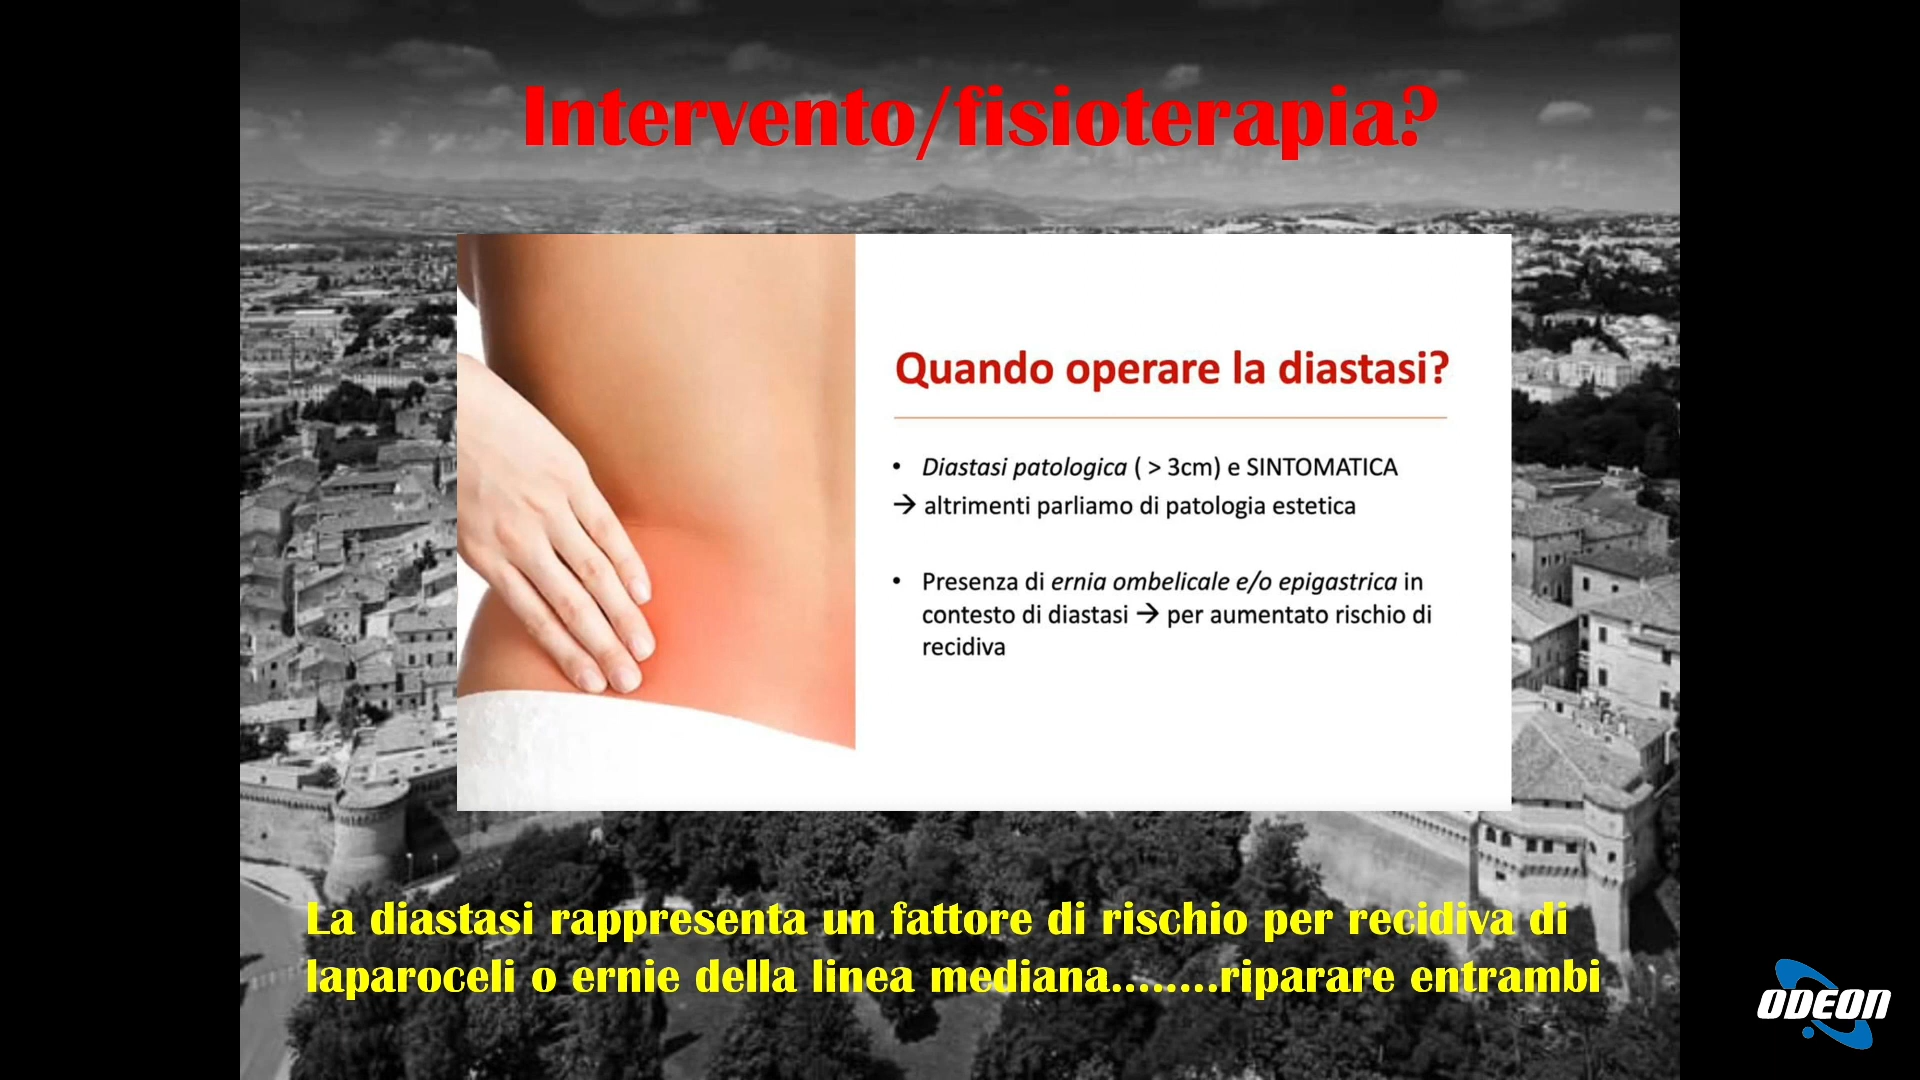 Intervento/fisioterapia?
Quando operare la diastasi?
• Diastasi patologica ( > 3cm) e SINTOMATICA
→ altrimenti parliamo di patologia estetica
• Presenza di ernia ombelicale e/o epigastrica in
contesto di diastasi → per aumentato rischio di
recidiva
La diastasi rappresenta un fattore di rischio per recidiva di
laparoceli o ernie della linea mediana........riparare entrambi
ODEON